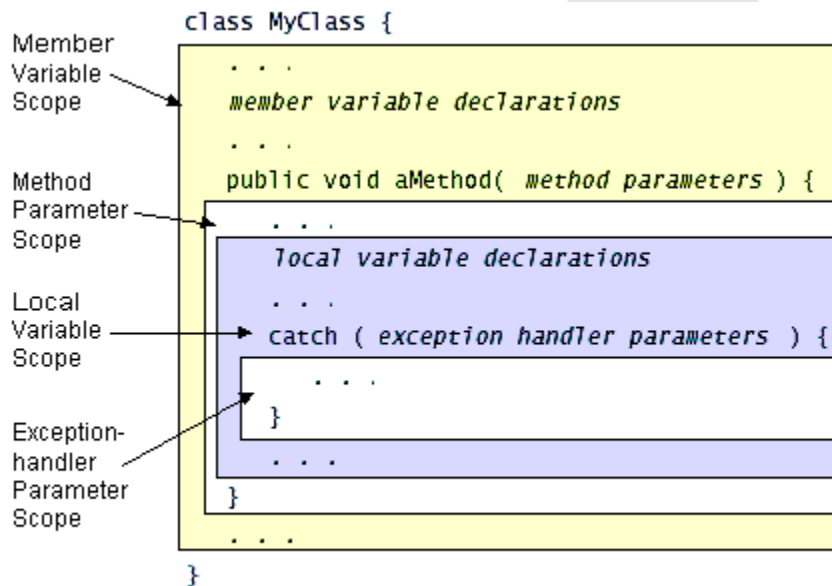 class MyClass {
Member
Variable
Scope
. . .
member variable declarations
. . .
public void aMethod( method parameters ) {
Method
Parameter
Scope
. . .
local variable declarations
. . .
Local
Variable
Scope
catch ( exception handler parameters ) {
. . .
}
Exception-
handler
Parameter
Scope
. . .
}
. . .
}